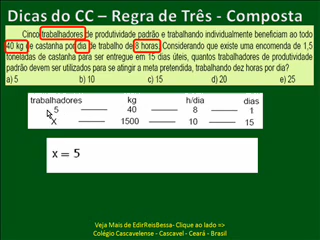 Dicas do CC – Regra de Três - Composta
Cinco trabalhadores de produtividade padrão e trabalhando individualmente beneficiam ao todo
40 kg de castanha por dia de trabalho de 8 horas. Considerando que existe uma encomenda de 1,5
toneladas de castanha para ser entregue em 15 dias úteis, quantos trabalhadores de produtividade
padrão devem ser utilizados para se atingir a meta pretendida, trabalhando dez horas por dia?
a) 5 b) 10 c) 15 d) 20 e) 25
trabalhadores kg h/dia dias
5 40 8 1
X 1500 10 15
x = 5
Veja Mais de EdirReisBessa- Clique ao lado =>
Colégio Cascavelense - Cascavel - Ceará - Brasil